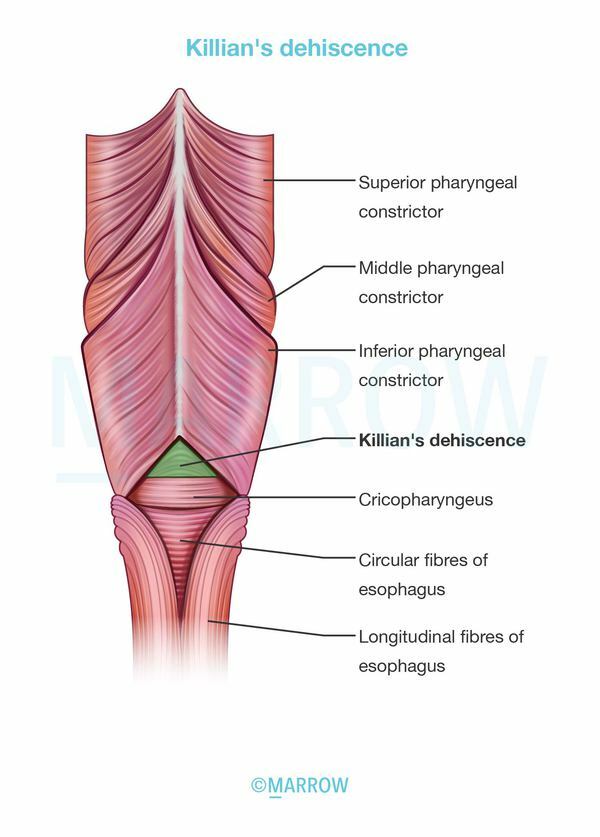 Killian's dehiscence
Superior pharyngeal
constrictor
Middle pharyngeal
constrictor
Inferior pharyngeal
constrictor
MARROW
Killian's dehiscence
Cricopharyngeus
Circular fibres of
esophagus
Longitudinal fibres of
esophagus
©MARROW